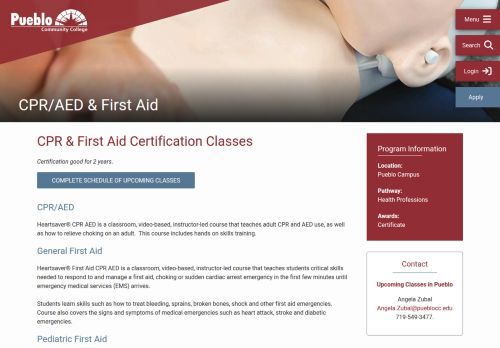 Pueblo
Community College
Menu
Search
Login
Apply
CPR/AED & First Aid
CPR & First Aid Certification Classes
Certification good for 2 years.
COMPLETE SCHEDULE OF UPCOMING CLASSES
CPR/AED
Heartsaver® CPR AED is a classroom, video-based, instructor-led course that teaches adult CPR and AED use, as well
as how to relieve choking on an adult. This course includes hands on skills training.
General First Aid
Heartsaver® First Aid CPR AED is a classroom, video-based, instructor-led course that teaches students critical skills
needed to respond to and manage a first aid, choking or sudden cardiac arrest emergency in the first few minutes until
emergency medical services (EMS) arrives.
Students learn skills such as how to treat bleeding, sprains, broken bones, shock and other first aid emergencies.
Course also covers the signs and symptoms of medical emergencies such as heart attack, stroke and diabetic
emergencies.
Pediatric First Aid
Program Information
Location:
Pueblo Campus
Pathway:
Health Professions
Awards:
Certificate
Contact
Upcoming Classes in Pueblo
Angela Zubal
Angela.Zubal@pueblocc.edu
719-549-3477.